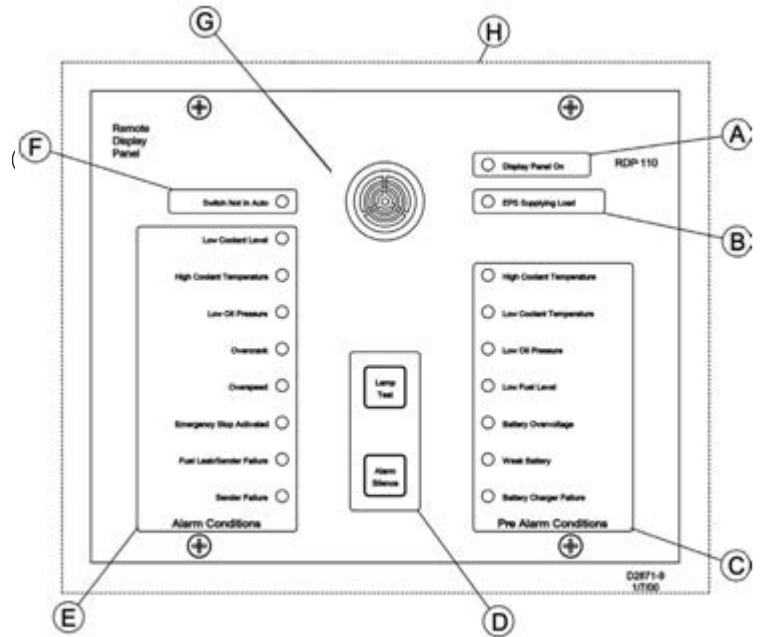 G
H
A
Remote
Display
Panel
F
(
Display Panel On
RDP-110
Switch Not in Auto
EPS Supplying Load
B
Low Coolant Level
High Coolant Temperature
Low Oil Pressure
Overcrank
Overspeed
Emergency Stop Activated
Fuel Leak/Sender Failure
Sender Failure
Alarm Conditions
Lamp
Test
Alarm
Silence
High Coolant Temperature
Low Coolant Temperature
Low Oil Pressure
Low Fuel Level
Battery Overvoltage
Weak Battery
Battery Charger Failure
Pre Alarm Conditions
C
D2871-9
1/7/00
E
D